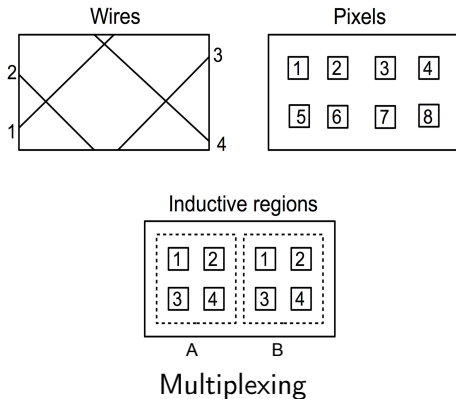 Wires
2
1
3
4
Pixels
1 2 3 4
5 6 7 8
Inductive regions
1 2 1 2
3 4 3 4
A B
Multiplexing